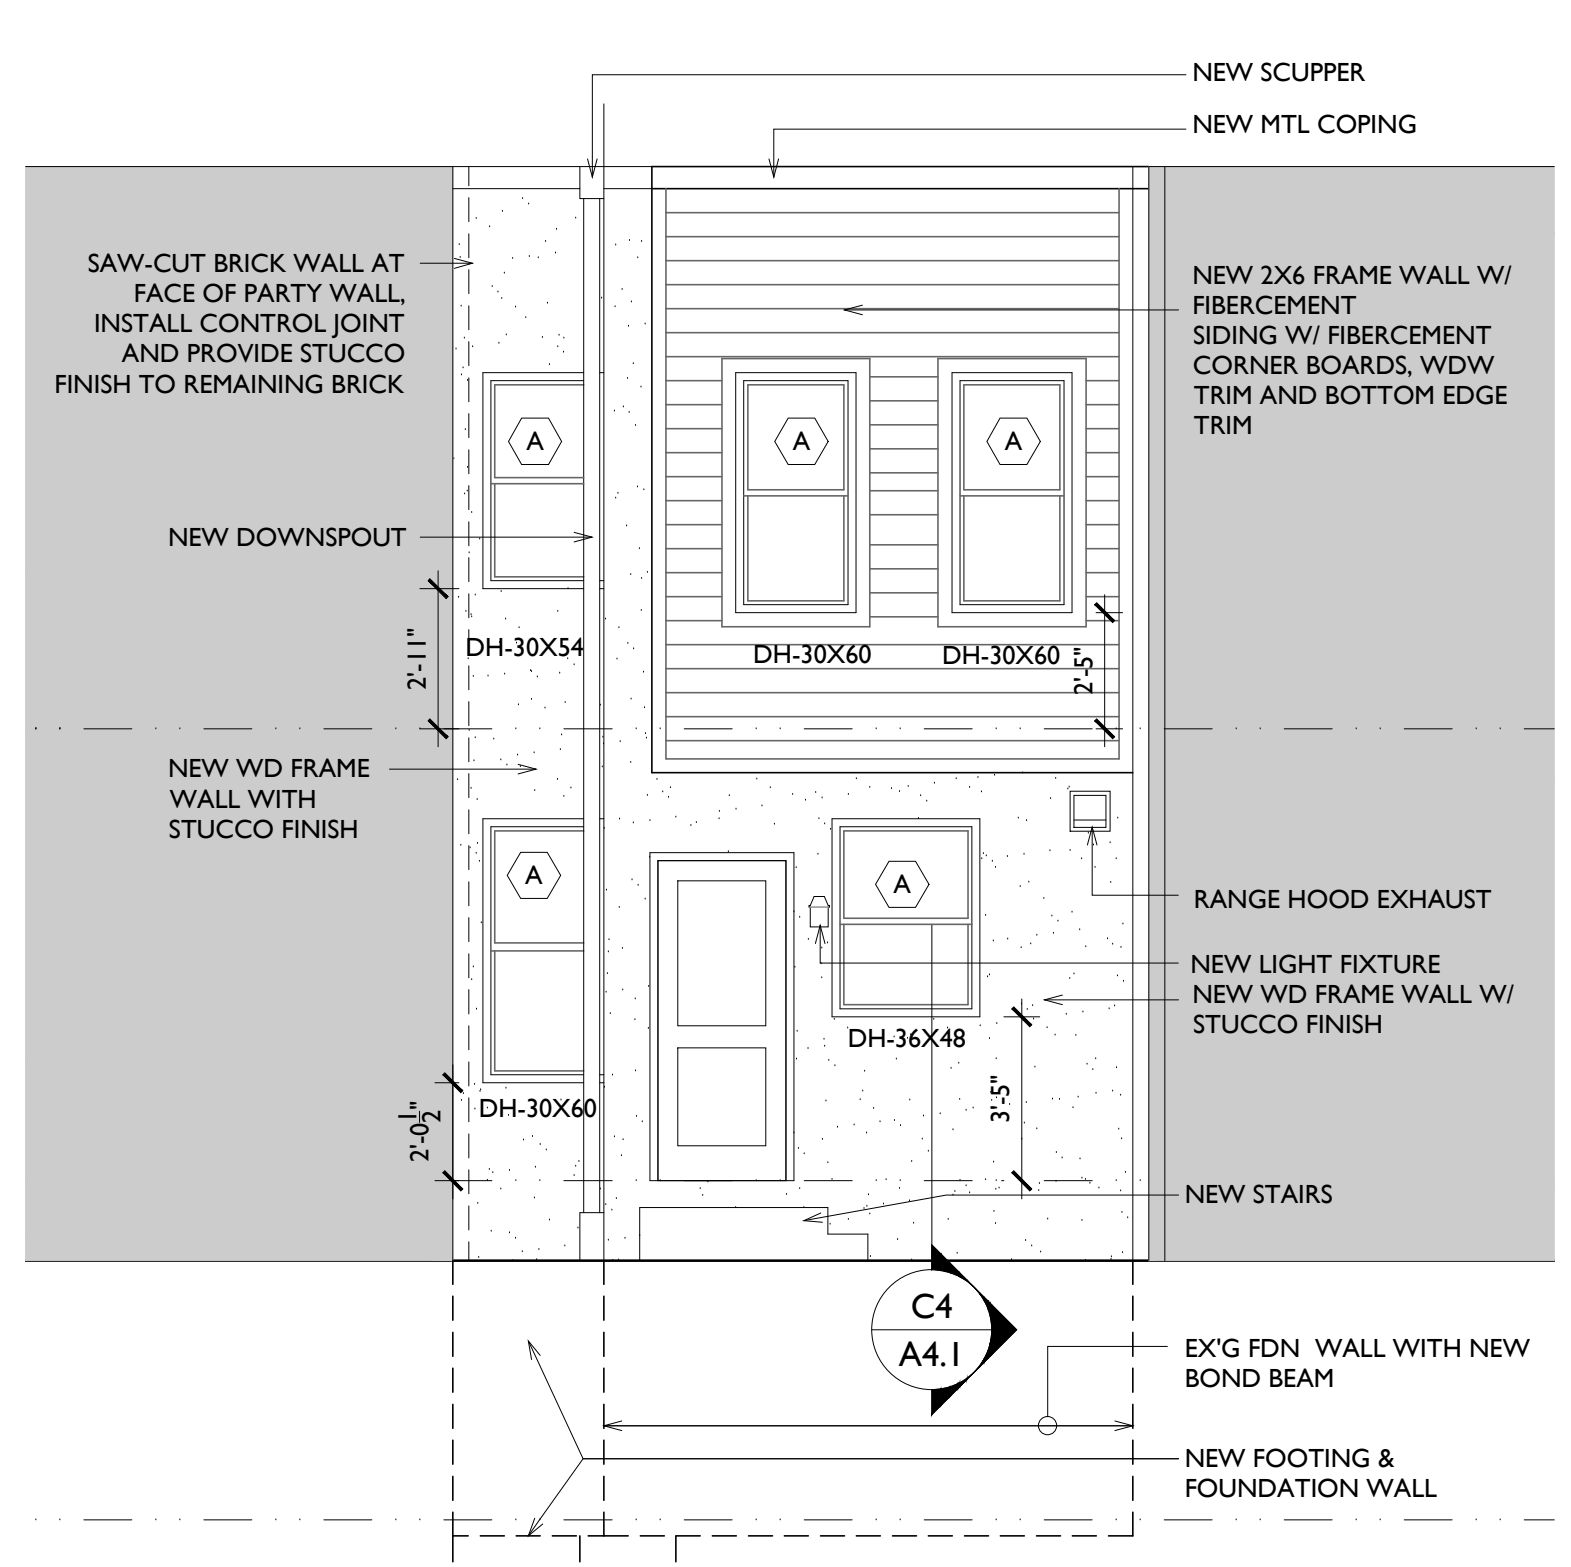 NEW SCUPPER
NEW MTL COPING
SAW-CUT BRICK WALL AT
FACE OF PARTY WALL,
INSTALL CONTROL JOINT
AND PROVIDE STUCCO
FINISH TO REMAINING BRICK
NEW 2X6 FRAME WALL W/
FIBERCEMENT
SIDING W/ FIBERCEMENT
CORNER BOARDS, WDW
TRIM AND BOTTOM EDGE
TRIM
A
A
A
NEW DOWNSPOUT
2'-11"
DH-30X54
DH-30X60
DH-30X60
2'-5"
NEW WD FRAME
WALL WITH
STUCCO FINISH
A
A
RANGE HOOD EXHAUST
NEW LIGHT FIXTURE
NEW WD FRAME WALL W/
STUCCO FINISH
DH-36X48
3'-5"
2'-0 1/2"
DH-30X60
NEW STAIRS
C4
A4.1
EX'G FDN WALL WITH NEW
BOND BEAM
NEW FOOTING &
FOUNDATION WALL